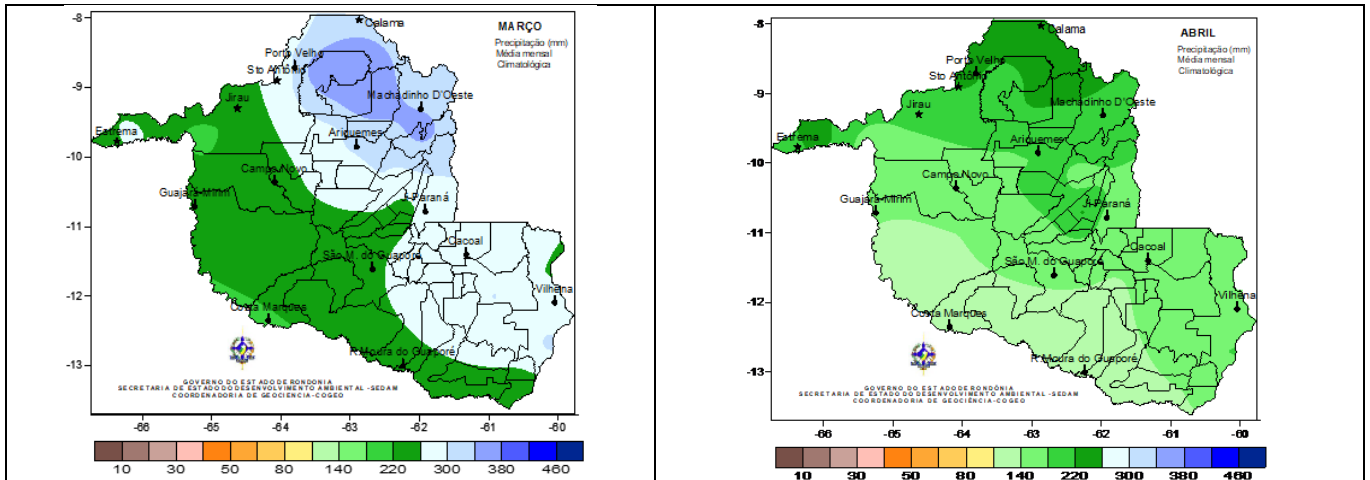 MARÇO
Precipitação (mm)
Média mensal
Climatológica
-8
-9
-10
-11
-12
-13
Calama
Porto Velho
Sto Antônio
Jirau
Machadinho D'Oeste
Estrema
Ariquemes
Campo Novo
Guajará-Mirim
Ji-Paraná
Cacoal
São M. do Guaporé
Vilhena
Costa Marques
P. Moura do Guaporé
GOVERNO DO ESTADO DE RONDONIA
SECRETARIA DE ESTADO DO DESENVOLVIMENTO AMBIENTAL -SEDAM
COORDENADORIA DE GEOCIÊNCIA-COGEO
-66 -65 -64 -63 -62 -61 -60
10 30 50 80 140 220 300 380 460
ABRIL
Precipitação (mm)
Média mensal
Climatológica
-8
-9
-10
-11
-12
-13
Calama
Porto Velho
Sto Antônio
Jirau
Machadinho D'Oeste
Estrema
Ariquemes
Campo Novo
Guajará-Mirim
Ji-Paraná
Cacoal
São M. do Guaporé
Vilhena
Costa Marques
P. Moura do Guaporé
GOVERNO DO ESTADO DE RONDÔNIA
SECRETARIA DE ESTADO DO DESENVOLVIMENTO AMBIENTAL -SEDAM
COORDENADORIA DE GEOCIÊNCIA-COGEO
-66 -65 -64 -63 -62 -61 -60
10 30 50 80 140 220 300 380 460